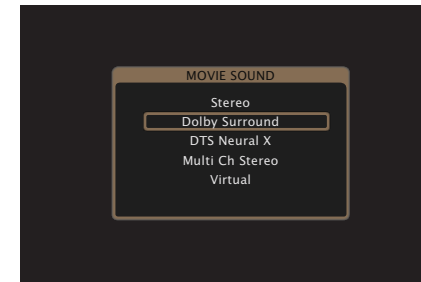 MOVIE SOUND
Stereo
Dolby Surround
DTS Neural X
Multi Ch Stereo
Virtual